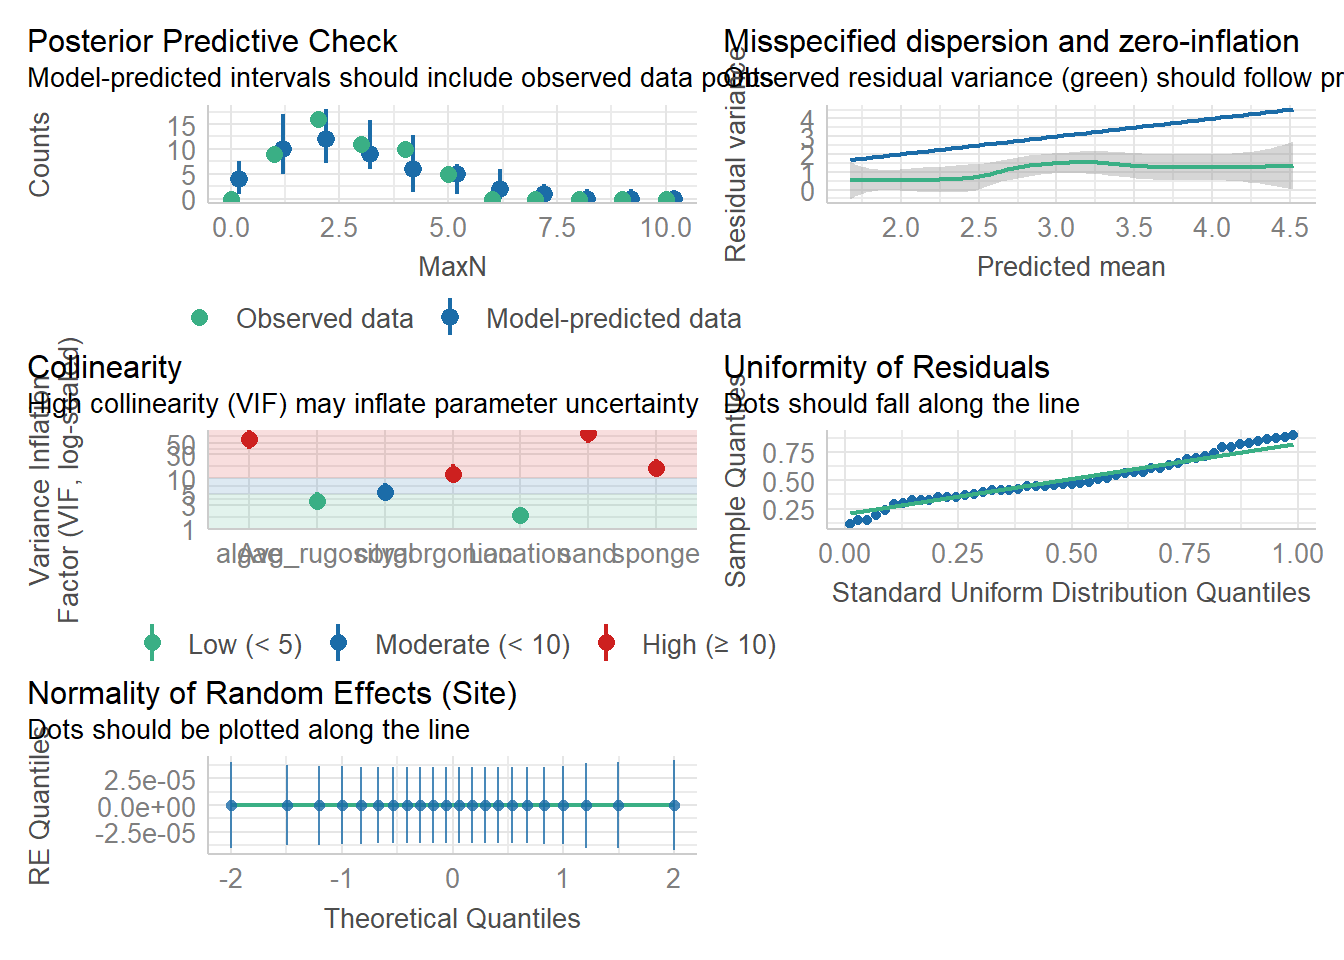 Posterior Predictive Check
Model-predicted intervals should include observed data points
Counts
15
10
5
0
0.0 2.5 5.0 7.5 10.0
MaxN
Observed data Model-predicted data
Misspecified dispersion and zero-inflation
Observed residual variance (green) should follow pr
Residual variance
4
3
2
1
0
2.0 2.5 3.0 3.5 4.0 4.5
Predicted mean
Collinearity
High collinearity (VIF) may inflate parameter uncertainty
Variance Inflation
Factor (VIF, log-scaled)
50
30
10
5
3
1
algae Avg_rugosity coral gorgonian Location sand sponge
Low (< 5) Moderate (< 10) High (≥ 10)
Uniformity of Residuals
Dots should fall along the line
Sample Quantiles
0.75
0.50
0.25
0.00 0.25 0.50 0.75 1.00
Standard Uniform Distribution Quantiles
Normality of Random Effects (Site)
Dots should be plotted along the line
RE Quantiles
2.5e-05
0.0e+00
-2.5e-05
-2 -1 0 1 2
Theoretical Quantiles